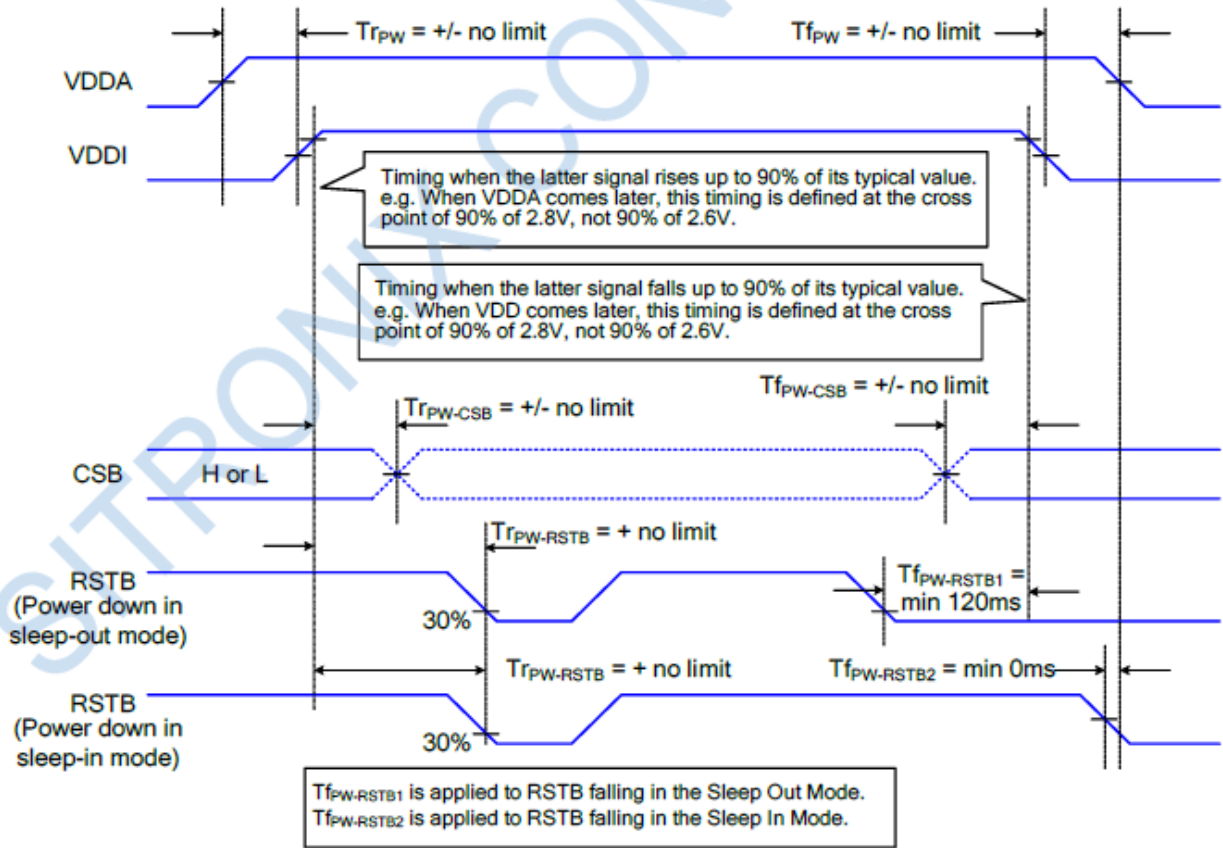 TrPW = +/- no limit
TfPW = +/- no limit
VDDA
VDDI
Timing when the latter signal rises up to 90% of its typical value.
e.g. When VDDA comes later, this timing is defined at the cross
point of 90% of 2.8V, not 90% of 2.6V.
Timing when the latter signal falls up to 90% of its typical value.
e.g. When VDD comes later, this timing is defined at the cross
point of 90% of 2.8V, not 90% of 2.6V.
TrPW-CSB = +/- no limit
TfPW-CSB = +/- no limit
CSB
H or L
TrPW-RSTB = + no limit
RSTB
(Power down in
sleep-out mode)
30%
TfPW-RSTB1 =
min 120ms
TrPW-RSTB = + no limit
TfPW-RSTB2 = min 0ms
RSTB
(Power down in
sleep-in mode)
30%
TfPW-RSTB1 is applied to RSTB falling in the Sleep Out Mode.
TfPW-RSTB2 is applied to RSTB falling in the Sleep In Mode.
SITRONIX CO